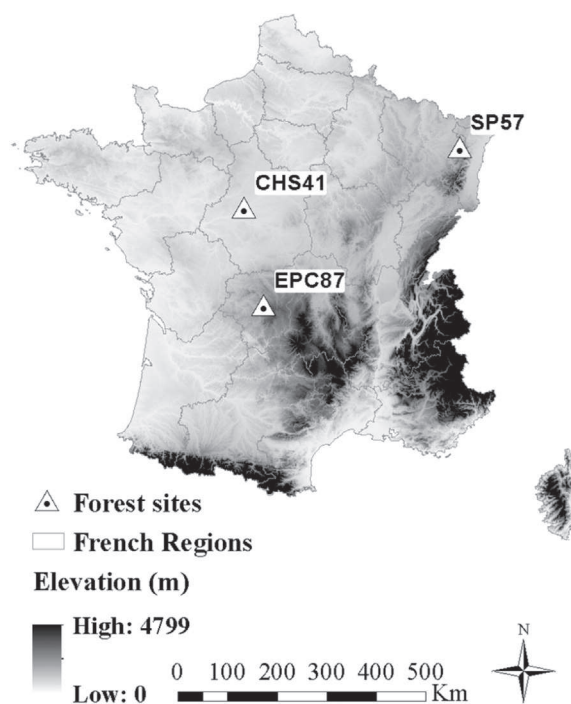 SP57
CHS41
EPC87
Forest sites
French Regions
Elevation (m)
High: 4799
Low: 0
0 100 200 300 400 500
Km
N